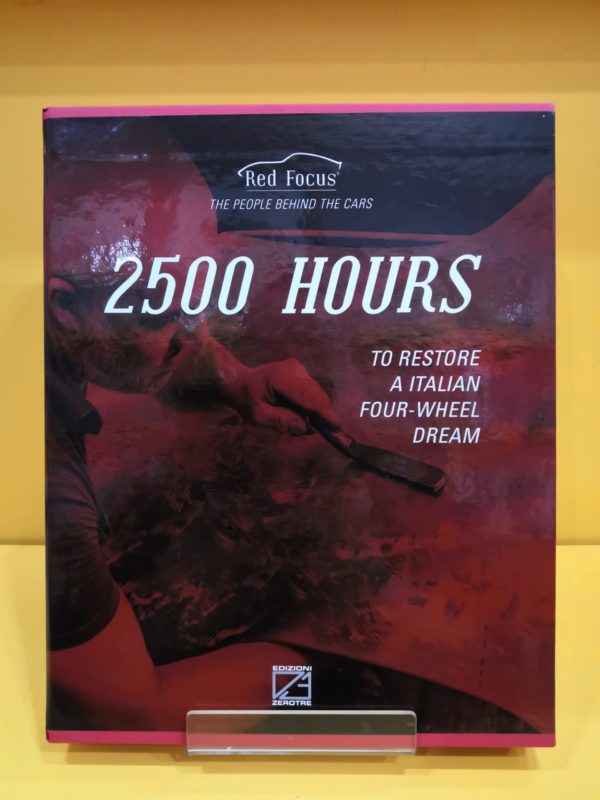 Red Focus®
THE PEOPLE BEHIND THE CARS
2500 HOURS
TO RESTORE
A ITALIAN
FOUR-WHEEL
DREAM
EDIZIONI
ZEROTRE